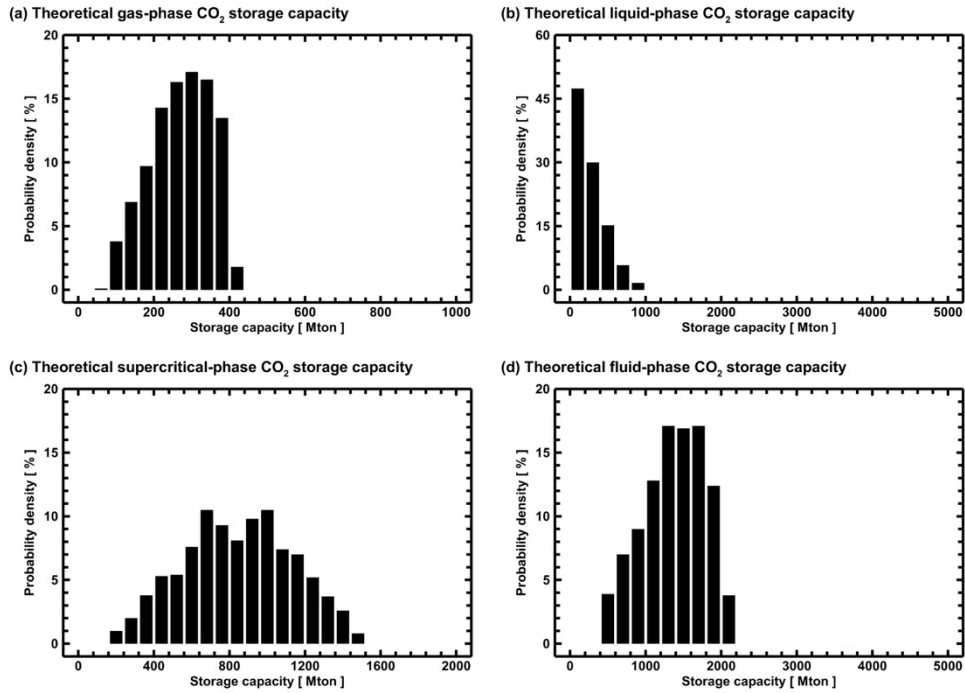 (a) Theoretical gas-phase CO₂ storage capacity
20
15
10
5
0
Probability density [ % ]
0 200 400 600 800 1000
Storage capacity [ Mton ]
(b) Theoretical liquid-phase CO₂ storage capacity
60
45
30
15
0
Probability density [ % ]
0 1000 2000 3000 4000 5000
Storage capacity [ Mton ]
(c) Theoretical supercritical-phase CO₂ storage capacity
20
15
10
5
0
Probability density [ % ]
0 400 800 1200 1600 2000
Storage capacity [ Mton ]
(d) Theoretical fluid-phase CO₂ storage capacity
20
15
10
5
0
Probability density [ % ]
0 1000 2000 3000 4000 5000
Storage capacity [ Mton ]